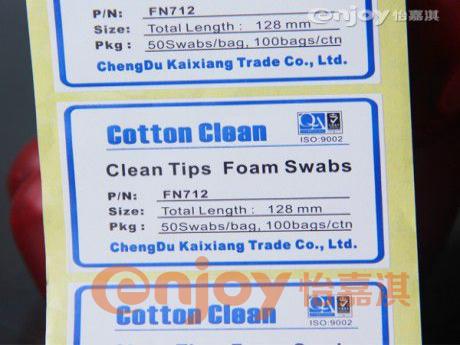 enjoy 怡嘉淇
P/N: FN712
Size: Total Length : 128 mm
Pkg : 50Swabs/bag, 100bags/ctn
ChengDu Kaixiang Trade Co., Ltd.
Cotton Clean
QA
ISO:9002
Clean Tips Foam Swabs
P/N: FN712
Size: Total Length : 128 mm
Pkg : 50Swabs/bag, 100bags/ctn
ChengDu Kaixiang Trade Co., Ltd.
enjoy 怡嘉淇
Cotton Clean
QA
ISO:9002